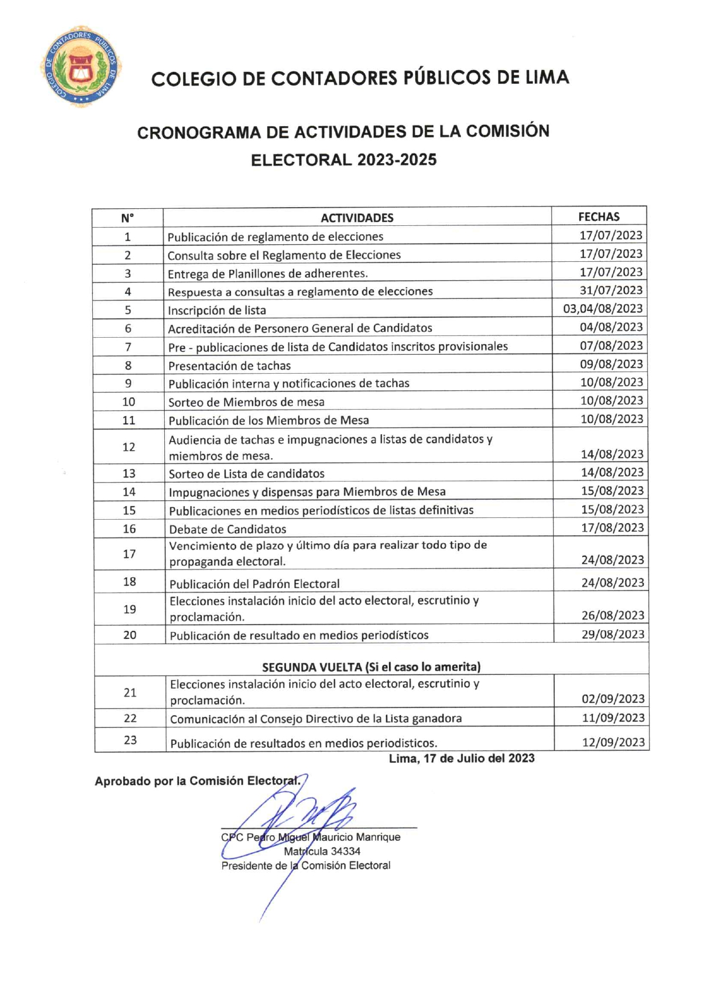 COLEGIO DE CONTADORES PÚBLICOS DE LIMA
COLEGIO DE CONTADORES PÚBLICOS DE LIMA
CRONOGRAMA DE ACTIVIDADES DE LA COMISIÓN
ELECTORAL 2023-2025
N° ACTIVIDADES FECHAS
1 Publicación de reglamento de elecciones 17/07/2023
2 Consulta sobre el Reglamento de Elecciones 17/07/2023
3 Entrega de Planillones de adherentes. 17/07/2023
4 Respuesta a consultas a reglamento de elecciones 31/07/2023
5 Inscripción de lista 03,04/08/2023
6 Acreditación de Personero General de Candidatos 04/08/2023
7 Pre - publicaciones de lista de Candidatos inscritos provisionales 07/08/2023
8 Presentación de tachas 09/08/2023
9 Publicación interna y notificaciones de tachas 10/08/2023
10 Sorteo de Miembros de mesa 10/08/2023
11 Publicación de los Miembros de Mesa 10/08/2023
12 Audiencia de tachas e impugnaciones a listas de candidatos y
miembros de mesa. 14/08/2023
13 Sorteo de Lista de candidatos 14/08/2023
14 Impugnaciones y dispensas para Miembros de Mesa 15/08/2023
15 Publicaciones en medios periodísticos de listas definitivas 15/08/2023
16 Debate de Candidatos 17/08/2023
17 Vencimiento de plazo y último día para realizar todo tipo de
propaganda electoral. 24/08/2023
18 Publicación del Padrón Electoral 24/08/2023
19 Elecciones instalación inicio del acto electoral, escrutinio y
proclamación. 26/08/2023
20 Publicación de resultado en medios periodísticos 29/08/2023
SEGUNDA VUELTA (Si el caso lo amerita)
21 Elecciones instalación inicio del acto electoral, escrutinio y
proclamación. 02/09/2023
22 Comunicación al Consejo Directivo de la Lista ganadora 11/09/2023
23 Publicación de resultados en medios periodisticos. 12/09/2023
Lima, 17 de Julio del 2023
Aprobado por la Comisión Electoral.
CPC Pedro Miguel Mauricio Manrique
Matrícula 34334
Presidente de la Comisión Electoral